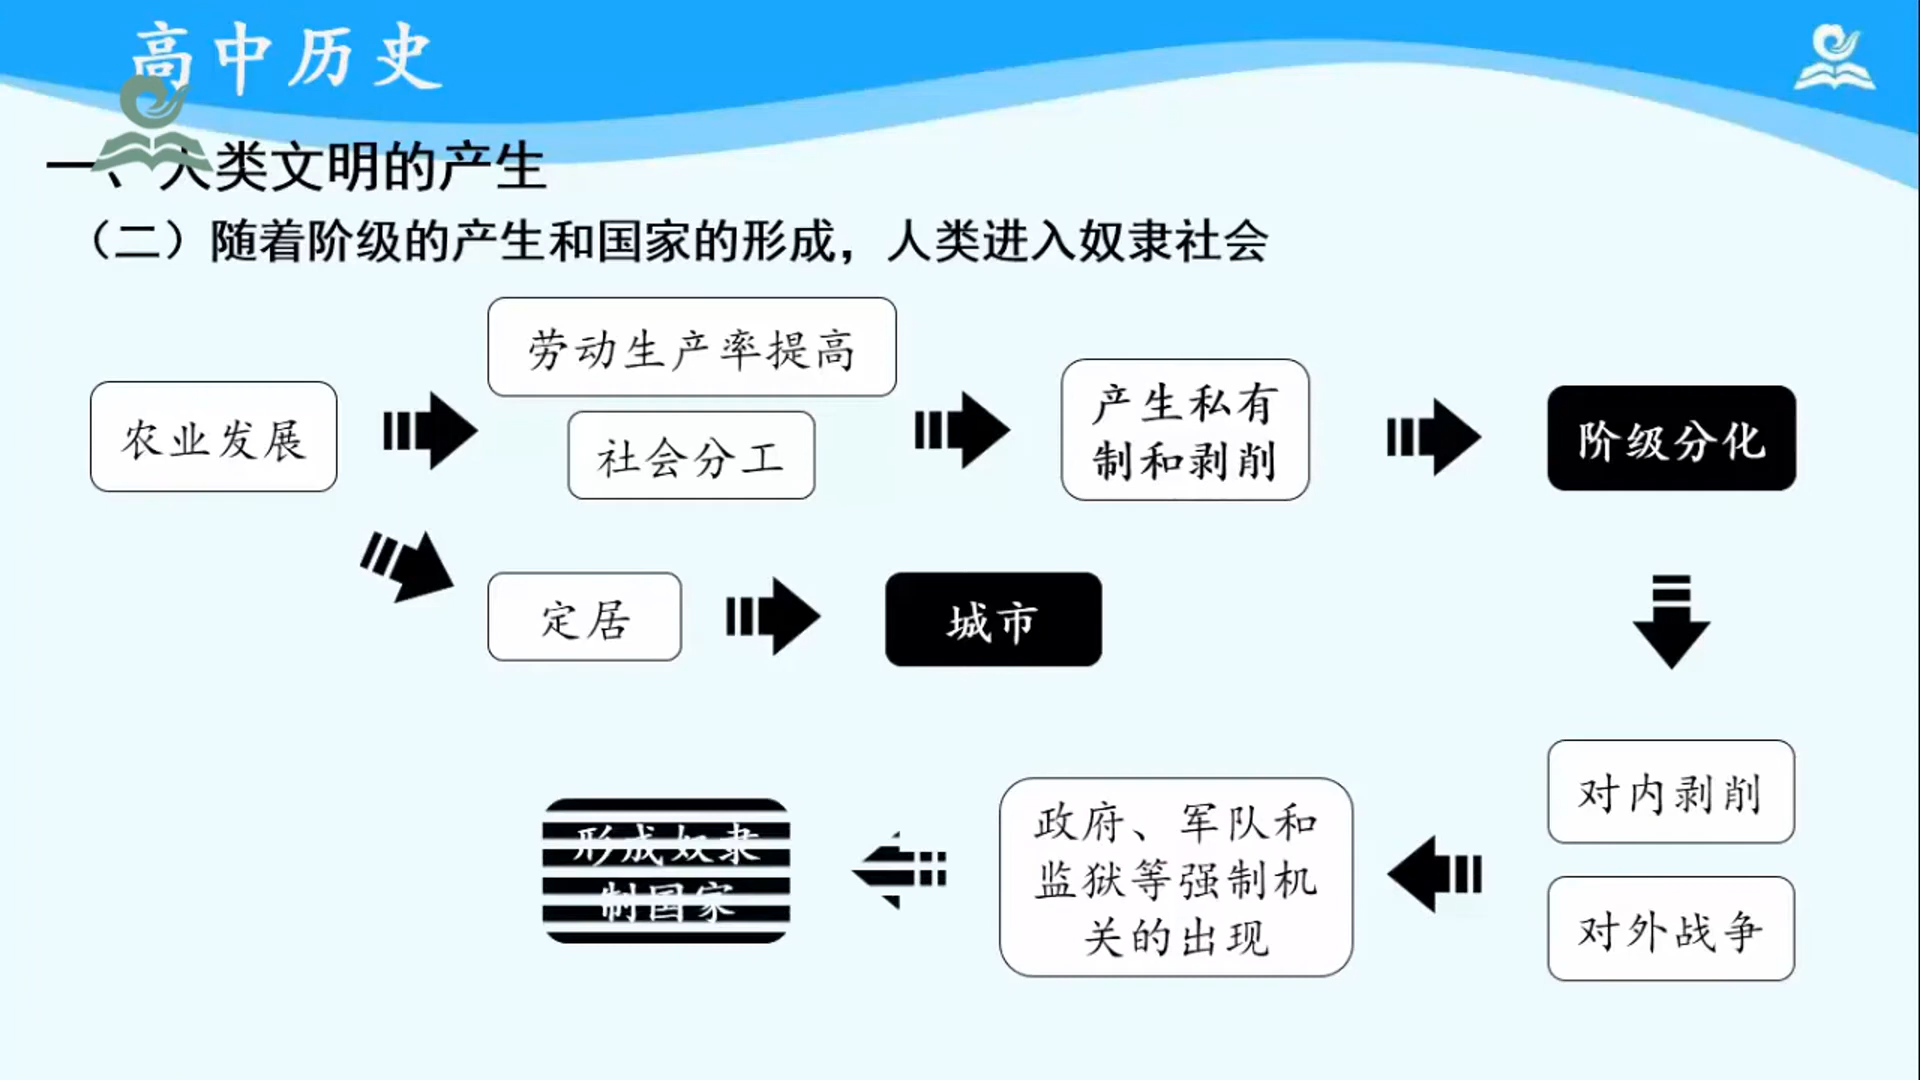 高中历史
一、人类文明的产生
（二）随着阶级的产生和国家的形成，人类进入奴隶社会
农业发展
劳动生产率提高
社会分工
产生私有
制和剥削
阶级分化
定居
城市
对内剥削
对外战争
政府、军队和
监狱等强制机
关的出现
形成奴隶
制国家